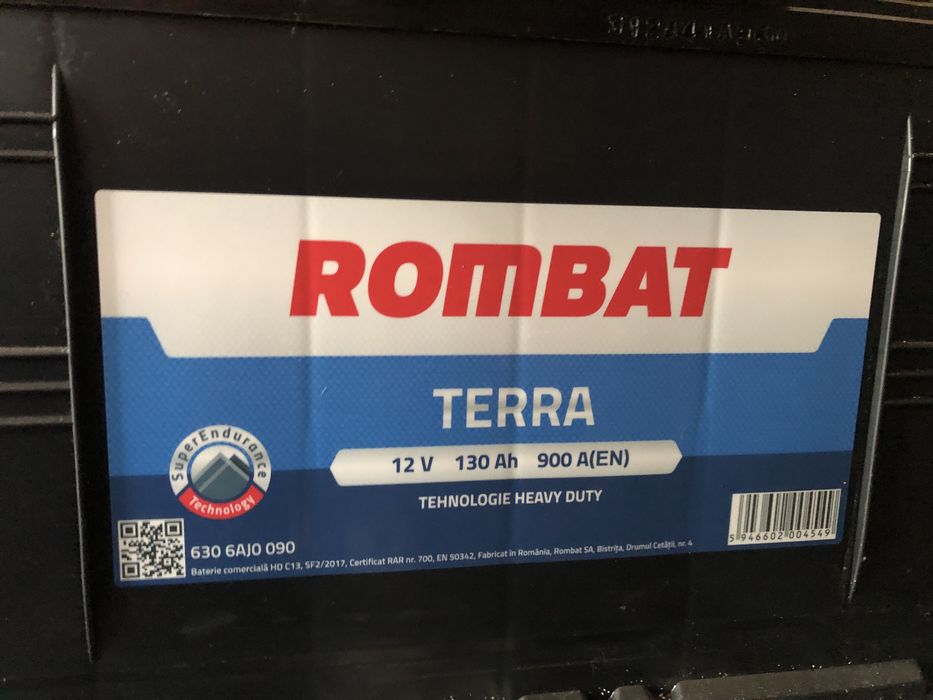 ROMBAT
TERRA
12 V 130 Ah 900 A(EN)
TEHNOLOGIE HEAVY DUTY
SuperEndurance
Technology
630 6AJ0 090
Baterie comercială HD C13, SF2/2017, Certificat RAR nr. 700, EN 50342, Fabricat în România, Rombat SA, Bistrița, Drumul Cetății, nr. 4
5 946602 004549